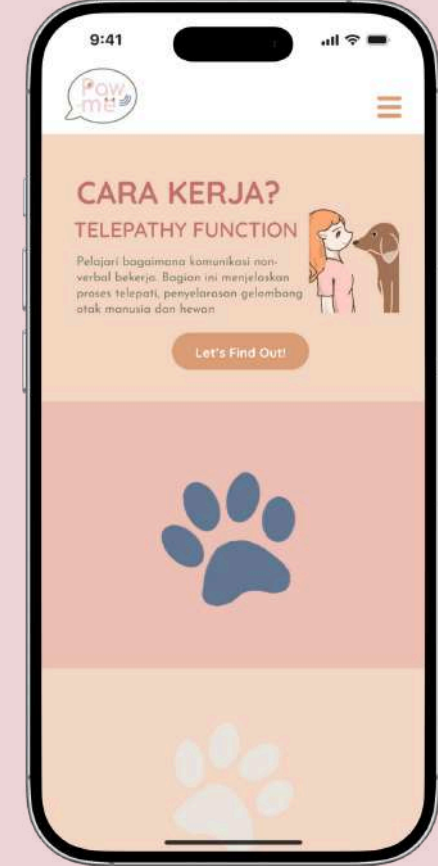 9:41
Paw
me
CARA KERJA?
TELEPATHY FUNCTION
Pelajari bagaimana komunikasi non-
verbal bekerja. Bagian ini menjelaskan
proses telepati, penyelarasan gelombang
otak manusia dan hewan
Let's Find Out!